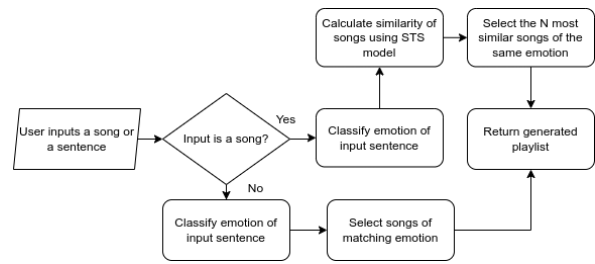 User inputs a song or
a sentence
Input is a song?
Yes
Classify emotion of
input sentence
Calculate similarity of
songs using STS
model
Select the N most
similar songs of the
same emotion
Return generated
playlist
No
Classify emotion of
input sentence
Select songs of
matching emotion